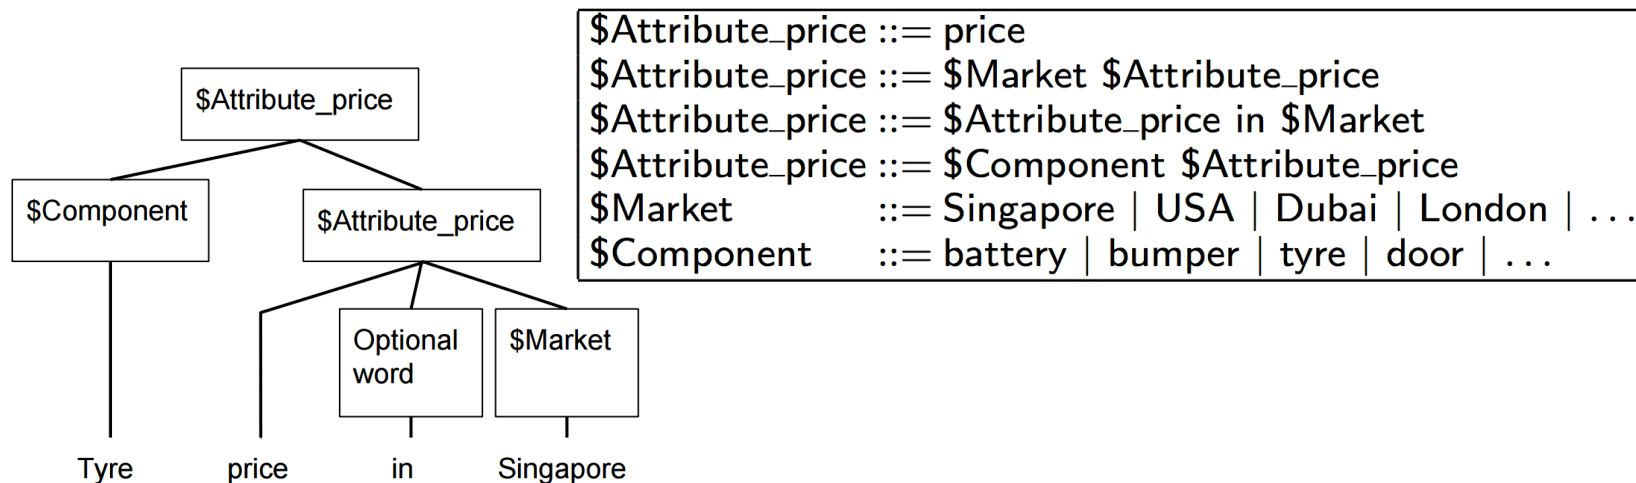 $Attribute_price
$Component
$Attribute_price
Optional
word
$Market
Tyre
price
in
Singapore
$Attribute_price ::= price
$Attribute_price ::= $Market $Attribute_price
$Attribute_price ::= $Attribute_price in $Market
$Attribute_price ::= $Component $Attribute_price
$Market ::= Singapore | USA | Dubai | London | ...
$Component ::= battery | bumper | tyre | door | ...